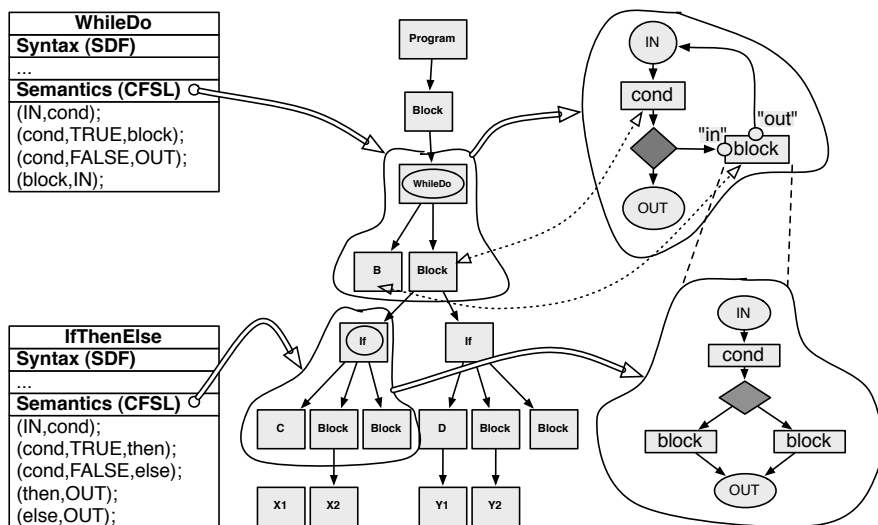 WhileDo
Syntax (SDF)
...
Semantics (CFSL)
(IN,cond);
(cond,TRUE,block);
(cond,FALSE,OUT);
(block,IN);
Program
Block
WhileDo
B
Block
IN
cond
"out"
"in"
block
OUT
IfThenElse
Syntax (SDF)
...
Semantics (CFSL)
(IN,cond);
(cond,TRUE,then);
(cond,FALSE,else);
(then,OUT);
(else,OUT);
If
If
C
Block
Block
D
Block
Block
X1
X2
Y1
Y2
IN
cond
block
block
OUT